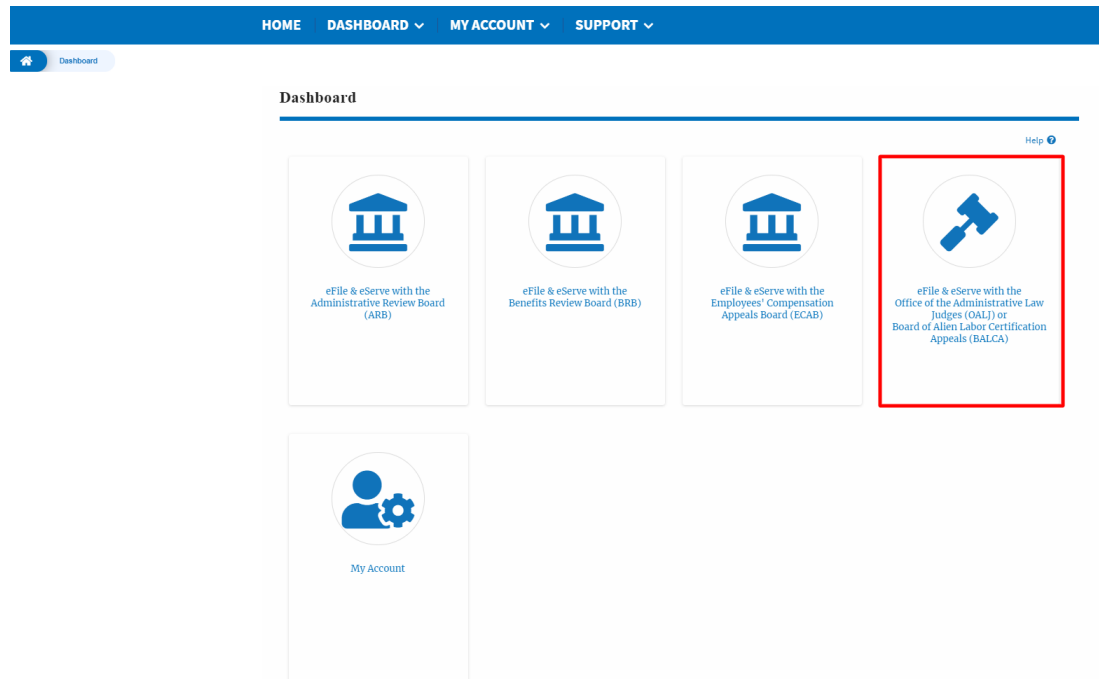 HOME DASHBOARD MY ACCOUNT SUPPORT
Dashboard
Dashboard
Help
eFile & eServe with the
Administrative Review Board
(ARB)
eFile & eServe with the
Benefits Review Board (BRB)
eFile & eServe with the
Employees' Compensation
Appeals Board (ECAB)
eFile & eServe with the
Office of the Administrative Law
Judges (OALJ) or
Board of Alien Labor Certification
Appeals (BALCA)
My Account